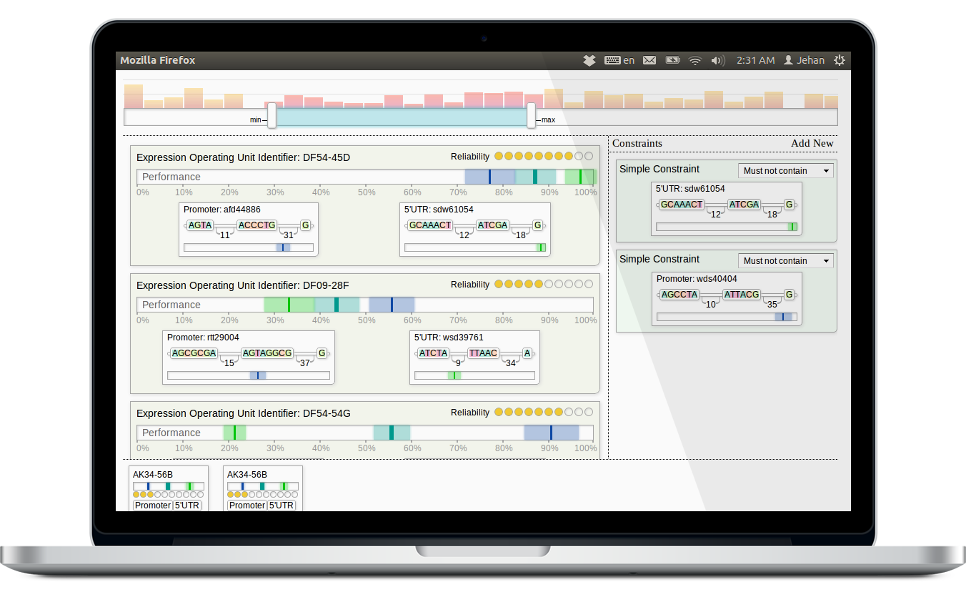 Mozilla Firefox
en
2:31 AM
Jehan
min
max
Expression Operating Unit Identifier: DF54-45D
Reliability
Performance
0% 10% 20% 30% 40% 50% 60% 70% 80% 90% 100%
Promoter: afd44886
AGTA ACCCTG G
11 31
5'UTR: sdw61054
GCAAACT ATCGA G
12 18
Expression Operating Unit Identifier: DF09-28F
Reliability
Performance
0% 10% 20% 30% 40% 50% 60% 70% 80% 90% 100%
Promoter: rtt29004
AGCGCGA AGTAGGCG G
15 37
5'UTR: wsd39761
ATCTA TTAAC A
9 34
Expression Operating Unit Identifier: DF54-54G
Reliability
Performance
0% 10% 20% 30% 40% 50% 60% 70% 80% 90% 100%
Constraints
Add New
Simple Constraint
Must not contain
5'UTR: sdw61054
GCAAACT ATCGA G
12 18
Simple Constraint
Must not contain
Promoter: wds40404
AGCCTA ATTACG G
10 35
AK34-56B
Promoter 5'UTR
AK34-56B
Promoter 5'UTR